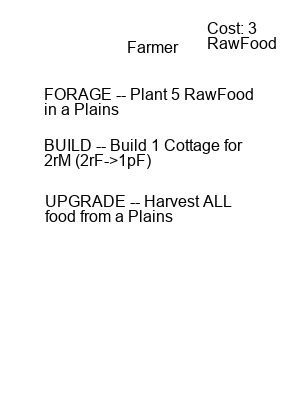 Cost: 3
RawFood
Farmer
FORAGE -- Plant 5 RawFood
in a Plains
BUILD -- Build 1 Cottage for
2rM (2rF->1pF)
UPGRADE -- Harvest ALL
food from a Plains